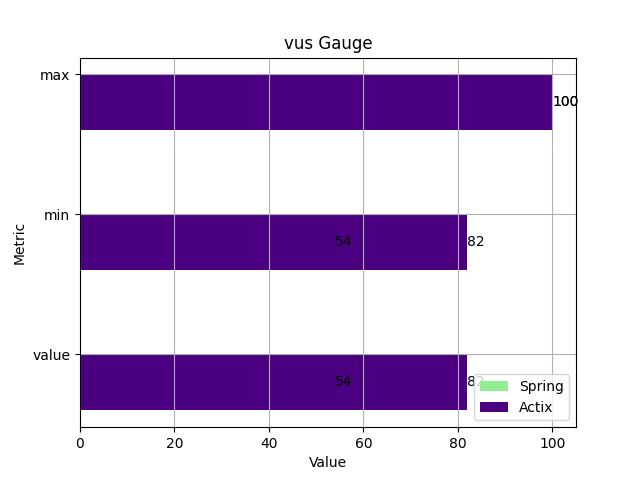 vus Gauge
max
100
min
54 82
value
54 82
Spring
Actix
0 20 40 60 80 100
Value
Metric